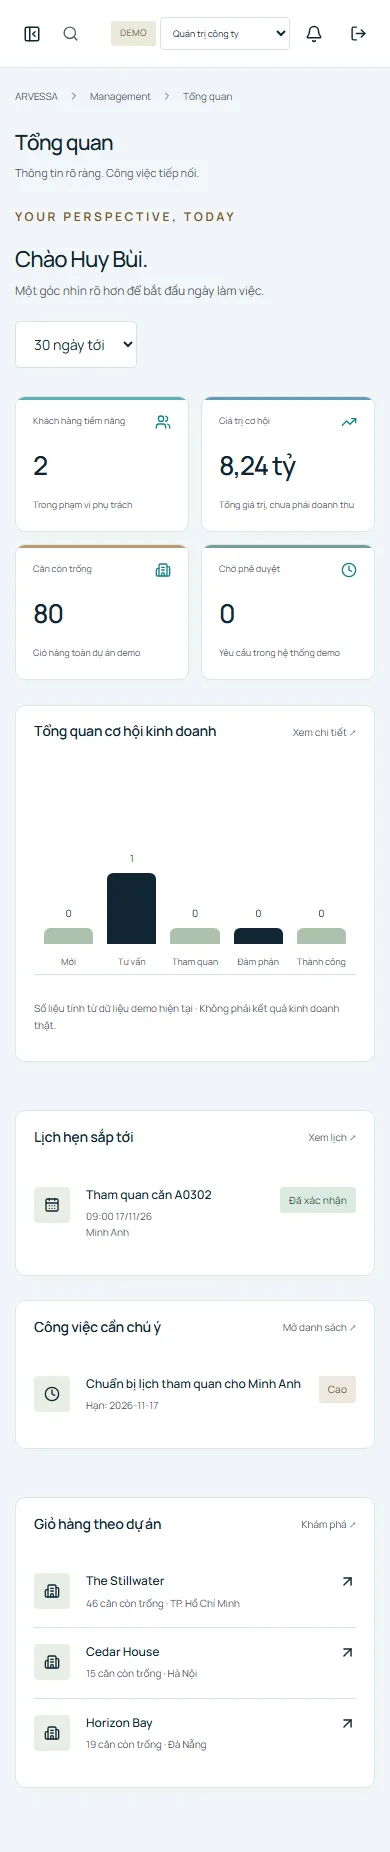 DEMO
Quản trị công ty
ARVESSA > Management > Tổng quan
Tổng quan
Thông tin rõ ràng. Công việc tiếp nối.
YOUR PERSPECTIVE, TODAY
Chào Huy Bùi.
Một góc nhìn rõ hơn để bắt đầu ngày làm việc.
30 ngày tới
Khách hàng tiềm năng
2
Trong phạm vi phụ trách
Giá trị cơ hội
8,24 tỷ
Tổng giá trị, chưa phải doanh thu
Căn còn trống
80
Giỏ hàng toàn dự án demo
Chờ phê duyệt
0
Yêu cầu trong hệ thống demo
Tổng quan cơ hội kinh doanh
Xem chi tiết ↗
0 1 0 0 0
Mới Tư vấn Tham quan Đàm phán Thành công
Số liệu tính từ dữ liệu demo hiện tại · Không phải kết quả kinh doanh
thật.
Lịch hẹn sắp tới
Xem lịch ↗
Tham quan căn A0302
09:00 17/11/26
Minh Anh
Đã xác nhận
Công việc cần chú ý
Mở danh sách ↗
Chuẩn bị lịch tham quan cho Minh Anh
Hạn: 2026-11-17
Cao
Giỏ hàng theo dự án
Khám phá ↗
The Stillwater
46 căn còn trống · TP. Hồ Chí Minh
Cedar House
15 căn còn trống · Hà Nội
Horizon Bay
19 căn còn trống · Đà Nẵng